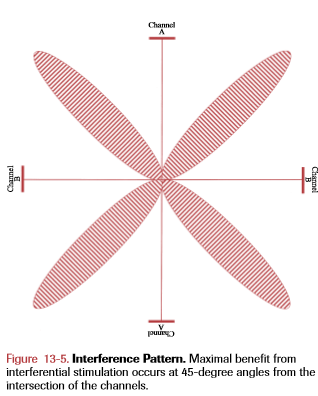 Channel
A
Channel
B
Channel
B
A
Channel
Figure 13-5. Interference Pattern. Maximal benefit from
interferential stimulation occurs at 45-degree angles from the
intersection of the channels.